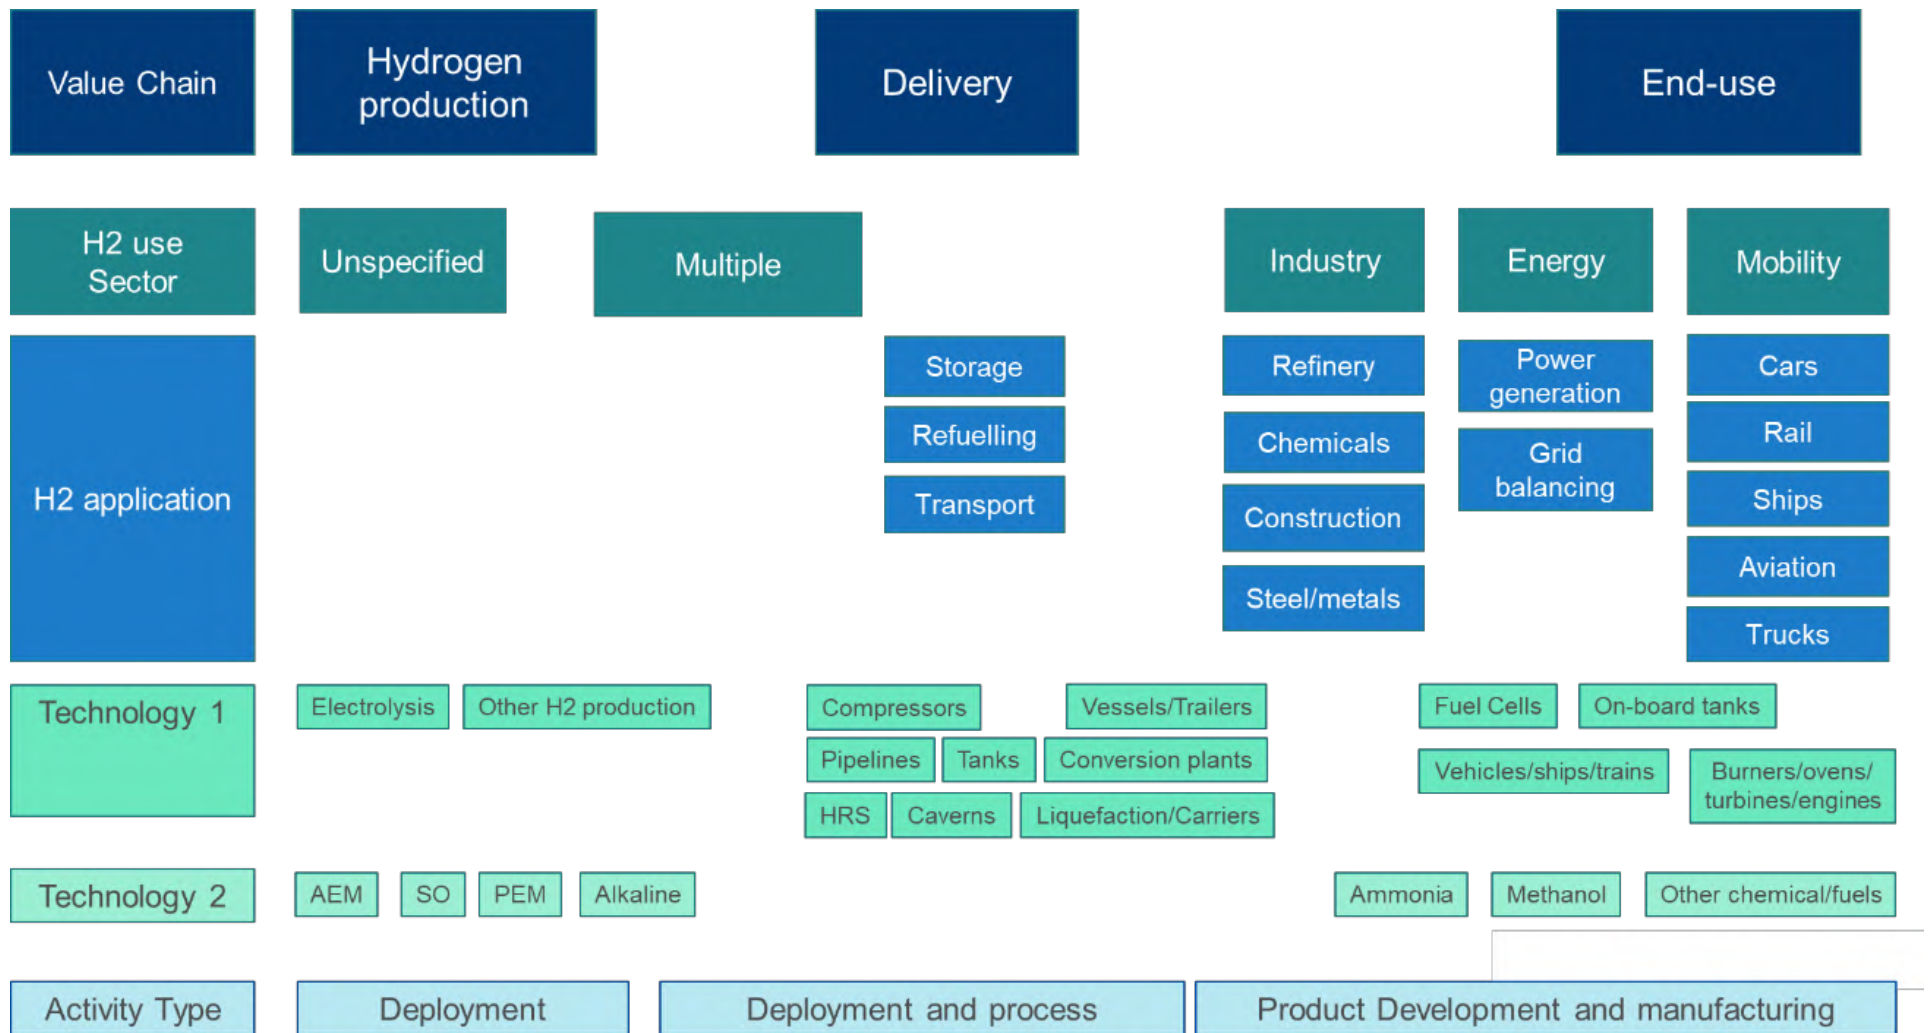 Value Chain
Hydrogen
production
Delivery
End-use
H2 use
Sector
Unspecified
Multiple
Industry
Energy
Mobility
H2 application
Storage
Refuelling
Transport
Refinery
Chemicals
Construction
Steel/metals
Power
generation
Grid
balancing
Cars
Rail
Ships
Aviation
Trucks
Technology 1
Electrolysis
Other H2 production
Compressors
Vessels/Trailers
Pipelines
Tanks
Conversion plants
HRS
Caverns
Liquefaction/Carriers
Fuel Cells
On-board tanks
Vehicles/ships/trains
Burners/ovens/
turbines/engines
Technology 2
AEM
SO
PEM
Alkaline
Ammonia
Methanol
Other chemical/fuels
Activity Type
Deployment
Deployment and process
Product Development and manufacturing